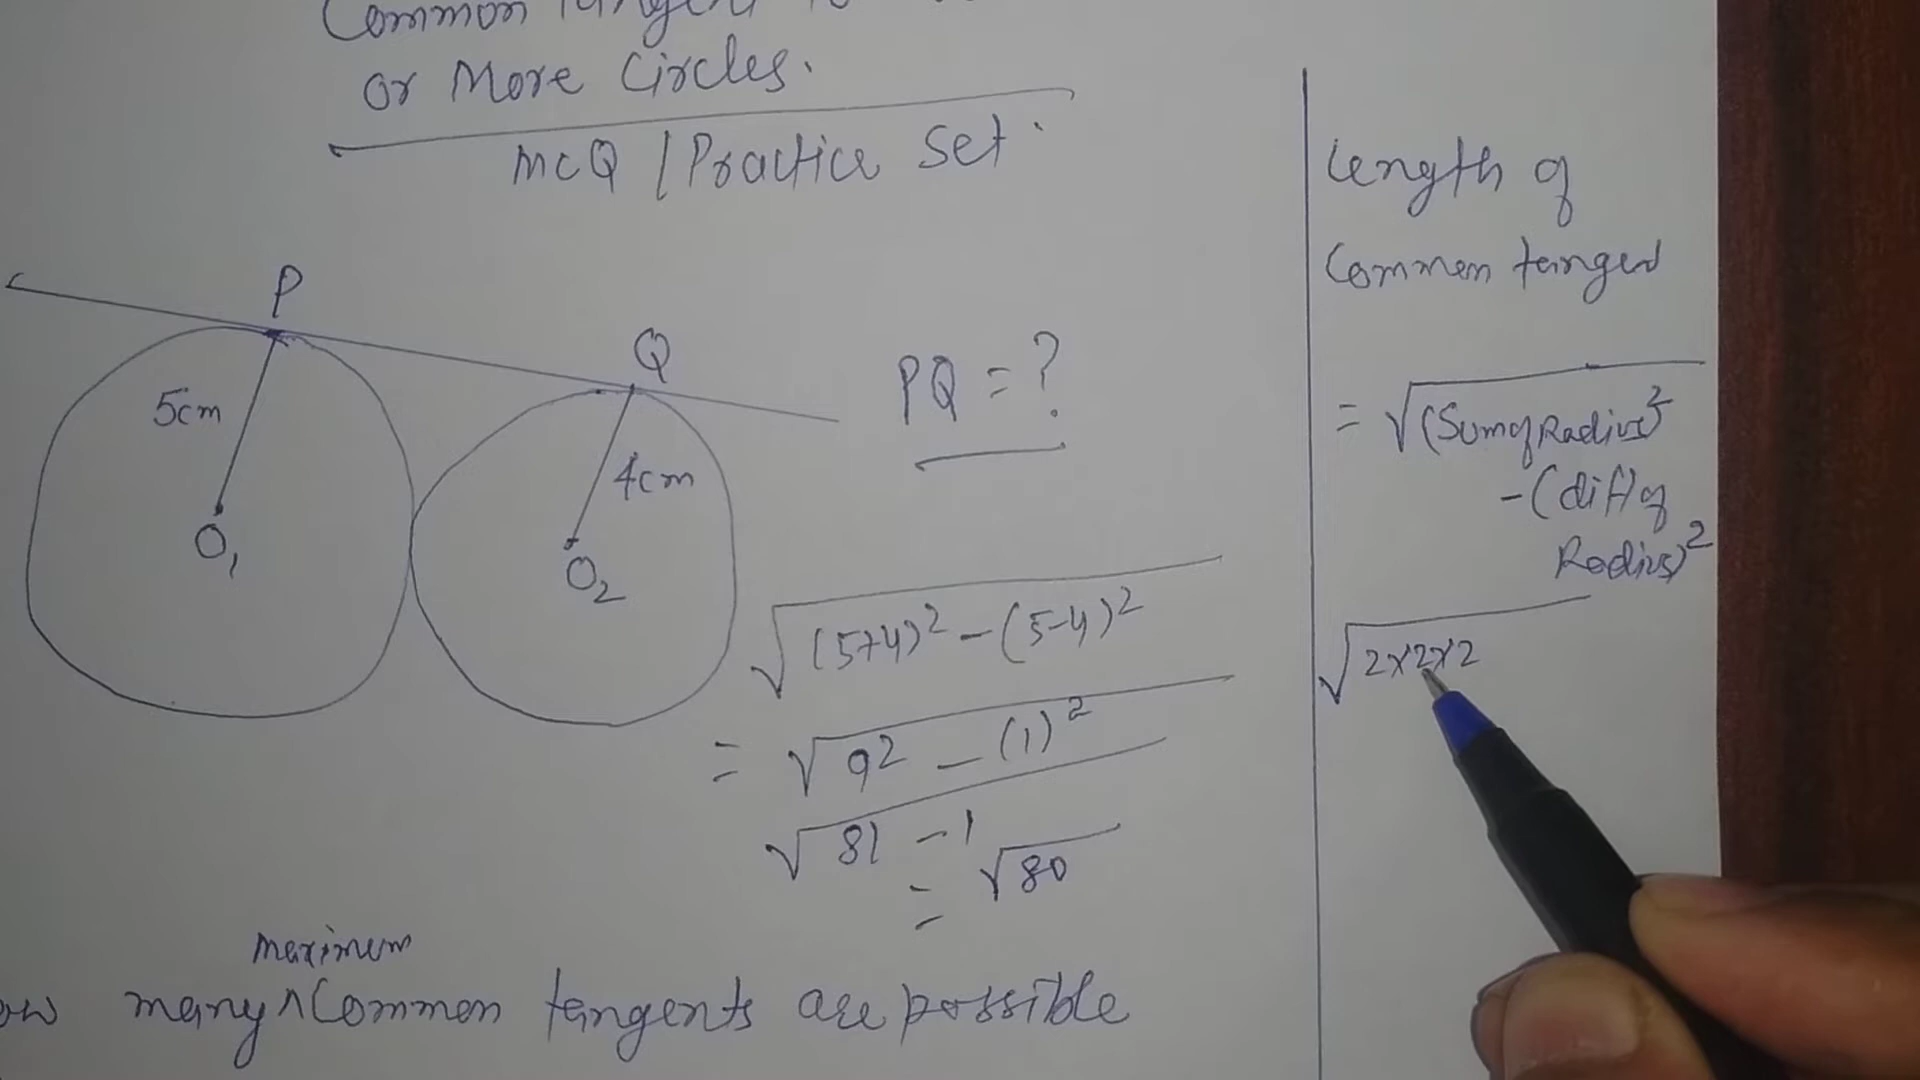 Common
or More Circles.
MCQ / Practice Set.
P
Q
5cm
4cm
O1
O2
PQ = ?
√(5+4)² - (5-4)²
= √9² - (1)²
√81 - 1
= √80
maximum
many ^ Common tangents are possible
Length of
Common
= √(Sum of Radius)²
- (diff) of
Radius)²
√2×2×2